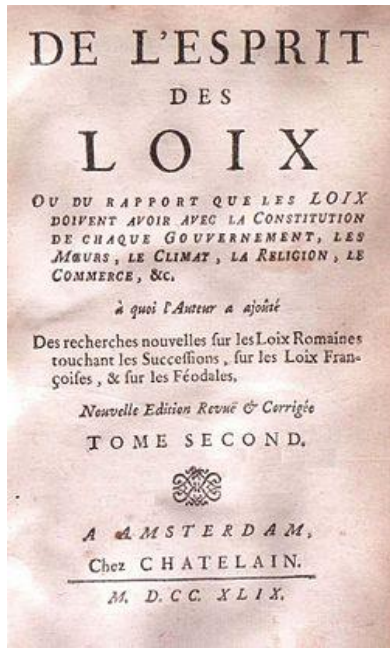 DE L'ESPRIT
DES
LOIX
OU DU RAPPORT QUE LES LOIX
DOIVENT AVOIR AVEC LA CONSTITUTION
DE CHAQUE GOUVERNEMENT, LES
MŒURS, LE CLIMAT, LA RELIGION, LE
COMMERCE, &c.
à quoi l'Auteur a ajoûté
Des recherches nouvelles ſur les Loix Romaines
touchant les Succeſſions, ſur les Loix Fran-
çoiſes, & ſur les Féodales.
Nouvelle Edition Revuë & Corrigée
TOME SECOND.
A AMSTERDAM,
Chez CHATELAIN.
M. D. CC. XLIX.